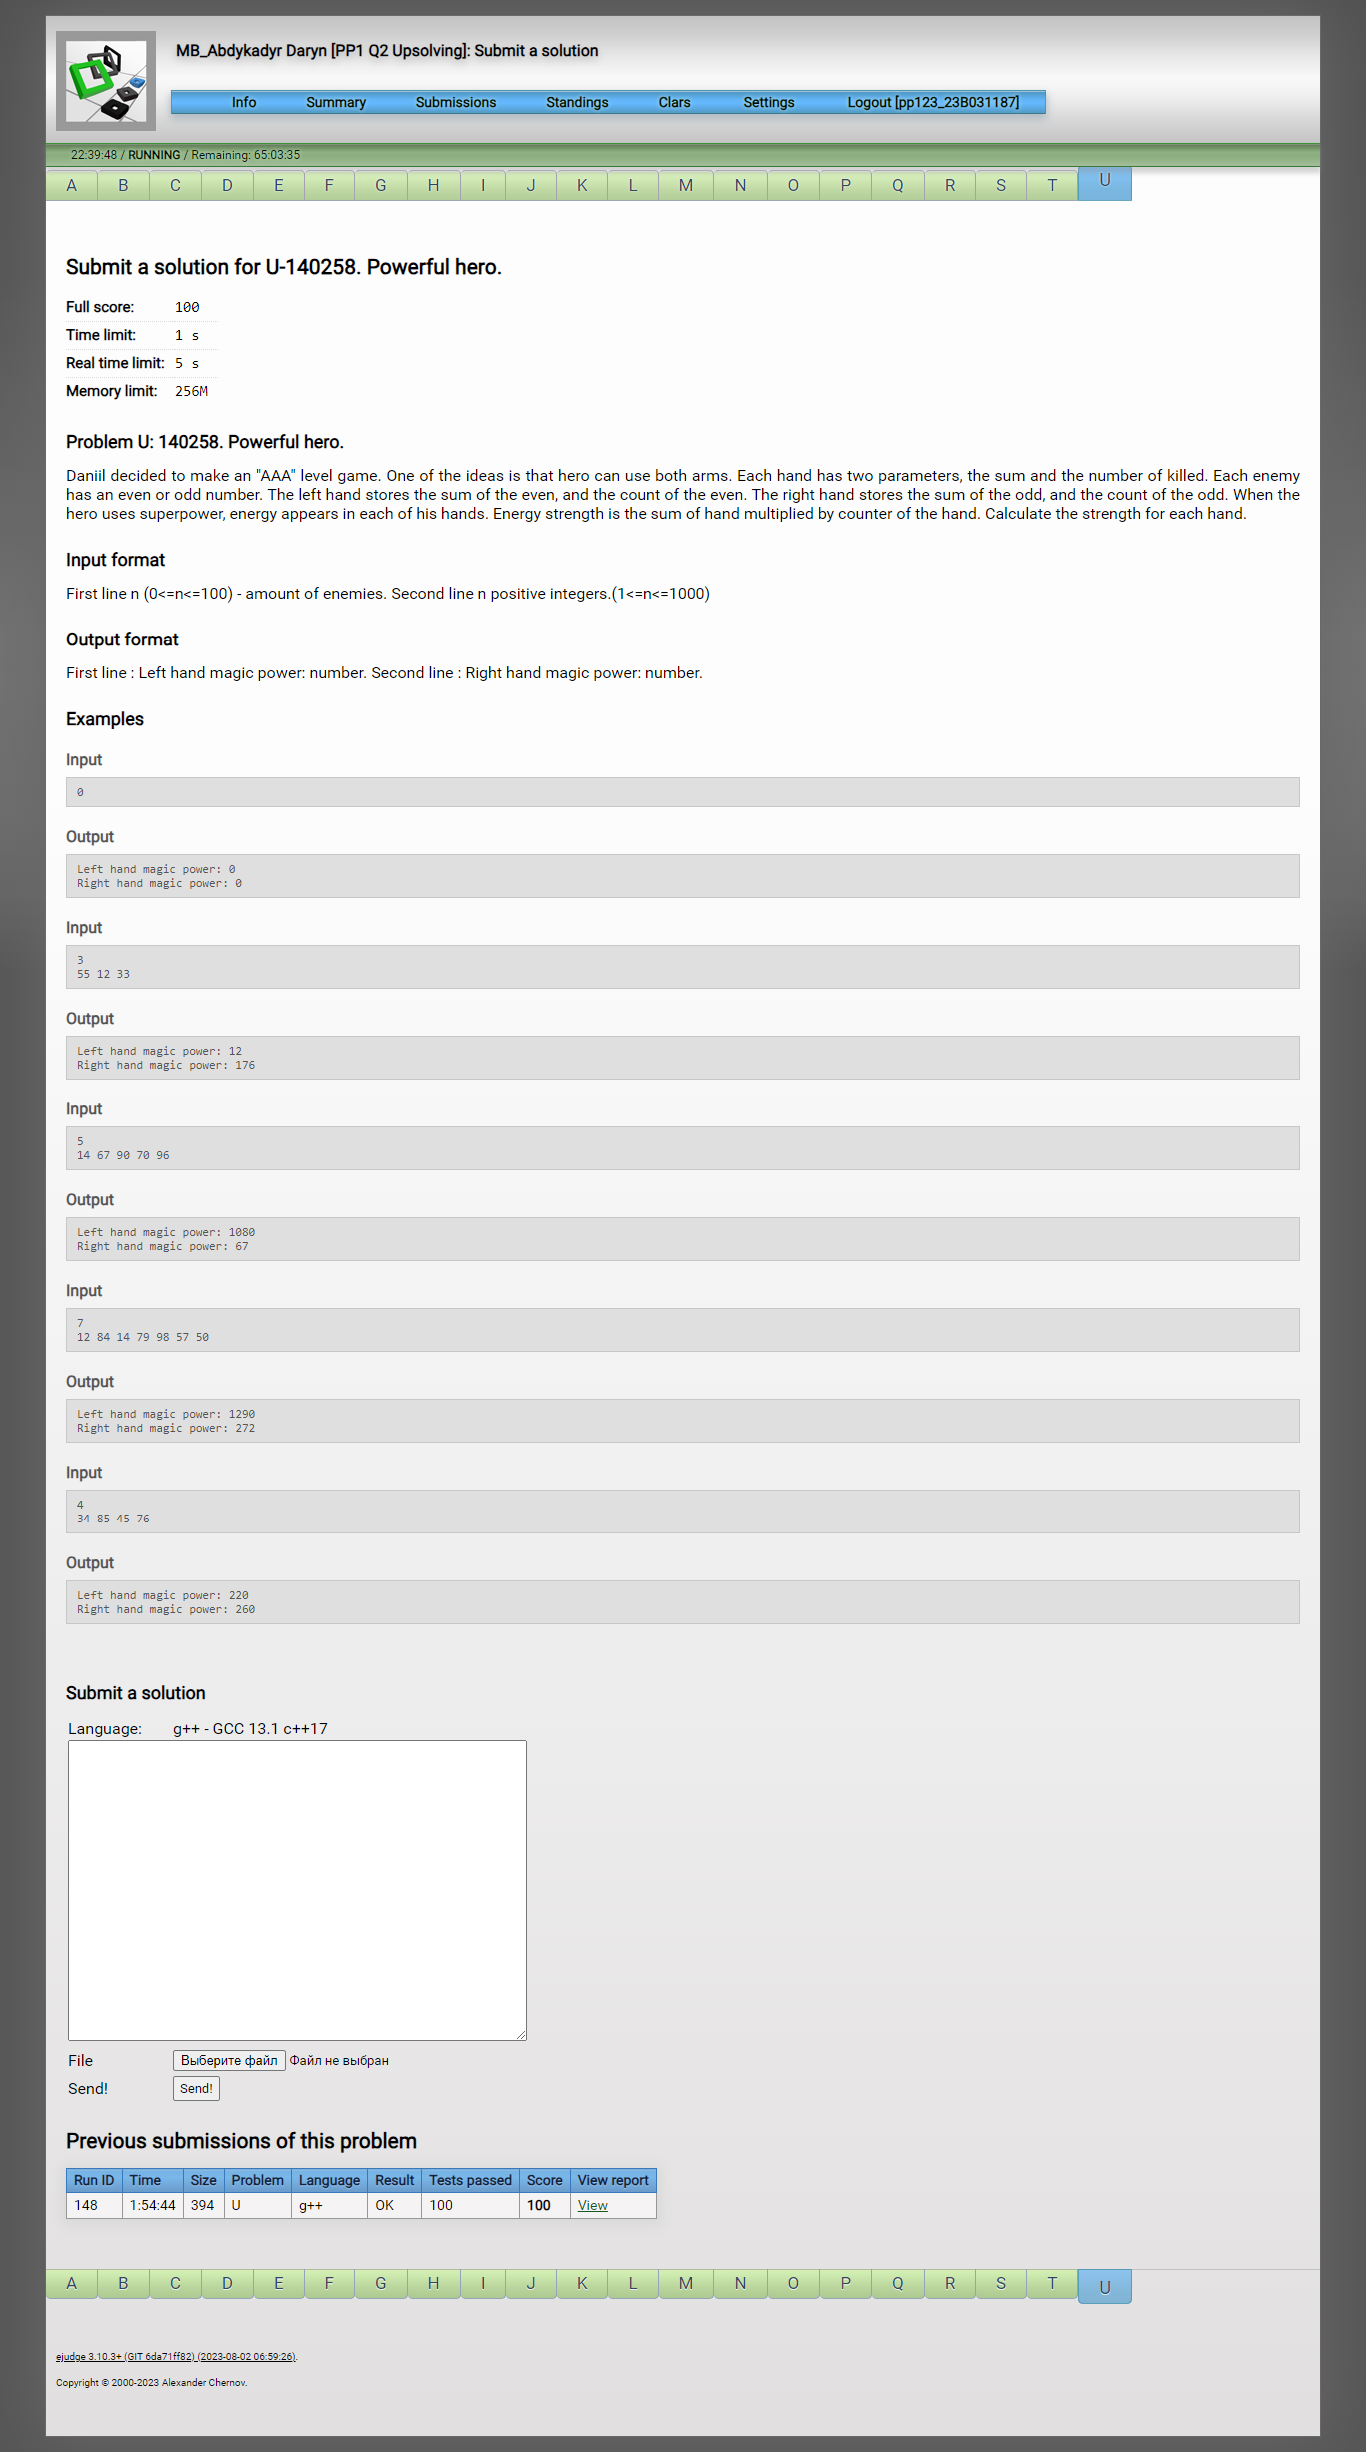 MB_Abdykadyr Daryn [PP1 Q2 Upsolving]: Submit a solution
Info Summary Submissions Standings Clars Settings Logout [pp123_23B031187]
22:39:48 / RUNNING / Remaining: 65:03:35
A B C D E F G H I J K L M N O P Q R S T U
Submit a solution for U-140258. Powerful hero.
Full score: 100
Time limit: 1 s
Real time limit: 5 s
Memory limit: 256M
Problem U: 140258. Powerful hero.
Daniil decided to make an "AAA" level game. One of the ideas is that hero can use both arms. Each hand has two parameters, the sum and the number of killed. Each enemy
has an even or odd number. The left hand stores the sum of the even, and the count of the even. The right hand stores the sum of the odd, and the count of the odd. When the
hero uses superpower, energy appears in each of his hands. Energy strength is the sum of hand multiplied by counter of the hand. Calculate the strength for each hand.
Input format
First line n (0<=n<=100) - amount of enemies. Second line n positive integers.(1<=n<=1000)
Output format
First line : Left hand magic power: number. Second line : Right hand magic power: number.
Examples
Input
0
Output
Left hand magic power: 0
Right hand magic power: 0
Input
3
55 12 33
Output
Left hand magic power: 12
Right hand magic power: 176
Input
5
14 67 90 70 96
Output
Left hand magic power: 1080
Right hand magic power: 67
Input
7
12 84 14 79 98 57 50
Output
Left hand magic power: 1290
Right hand magic power: 272
Input
4
34 85 45 76
Output
Left hand magic power: 220
Right hand magic power: 260
Submit a solution
Language: g++ - GCC 13.1 c++17
File Выберите файл Файл не выбран
Send! Send!
Previous submissions of this problem
Run ID Time Size Problem Language Result Tests passed Score View report
148 1:54:44 394 U g++ OK 100 100 View
A B C D E F G H I J K L M N O P Q R S T U
ejudge 3.10.3+ (GIT 6da71ff82) (2023-08-02 06:59:26).
Copyright © 2000-2023 Alexander Chernov.